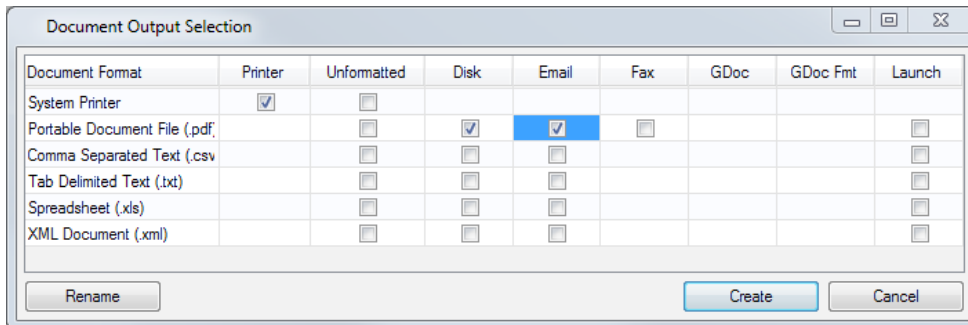 Document Output Selection
Document Format Printer Unformatted Disk Email Fax GDoc GDoc Fmt Launch
System Printer
Portable Document File (.pdf
Comma Separated Text (.csv
Tab Delimited Text (.txt)
Spreadsheet (.xls)
XML Document (.xml)
Rename Create Cancel